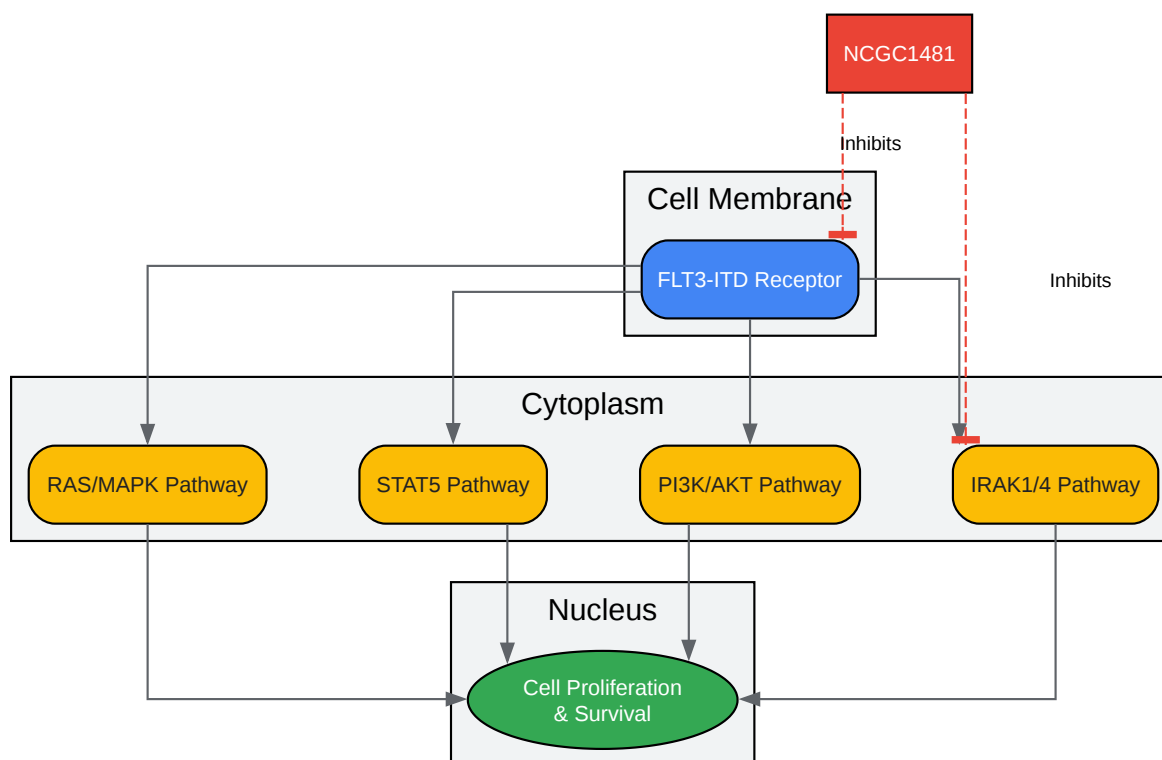 NCGC1481
Inhibits
Cell Membrane
FLT3-ITD Receptor
Inhibits
Cytoplasm
RAS/MAPK Pathway
STAT5 Pathway
PI3K/AKT Pathway
IRAK1/4 Pathway
Nucleus
Cell Proliferation
& Survival